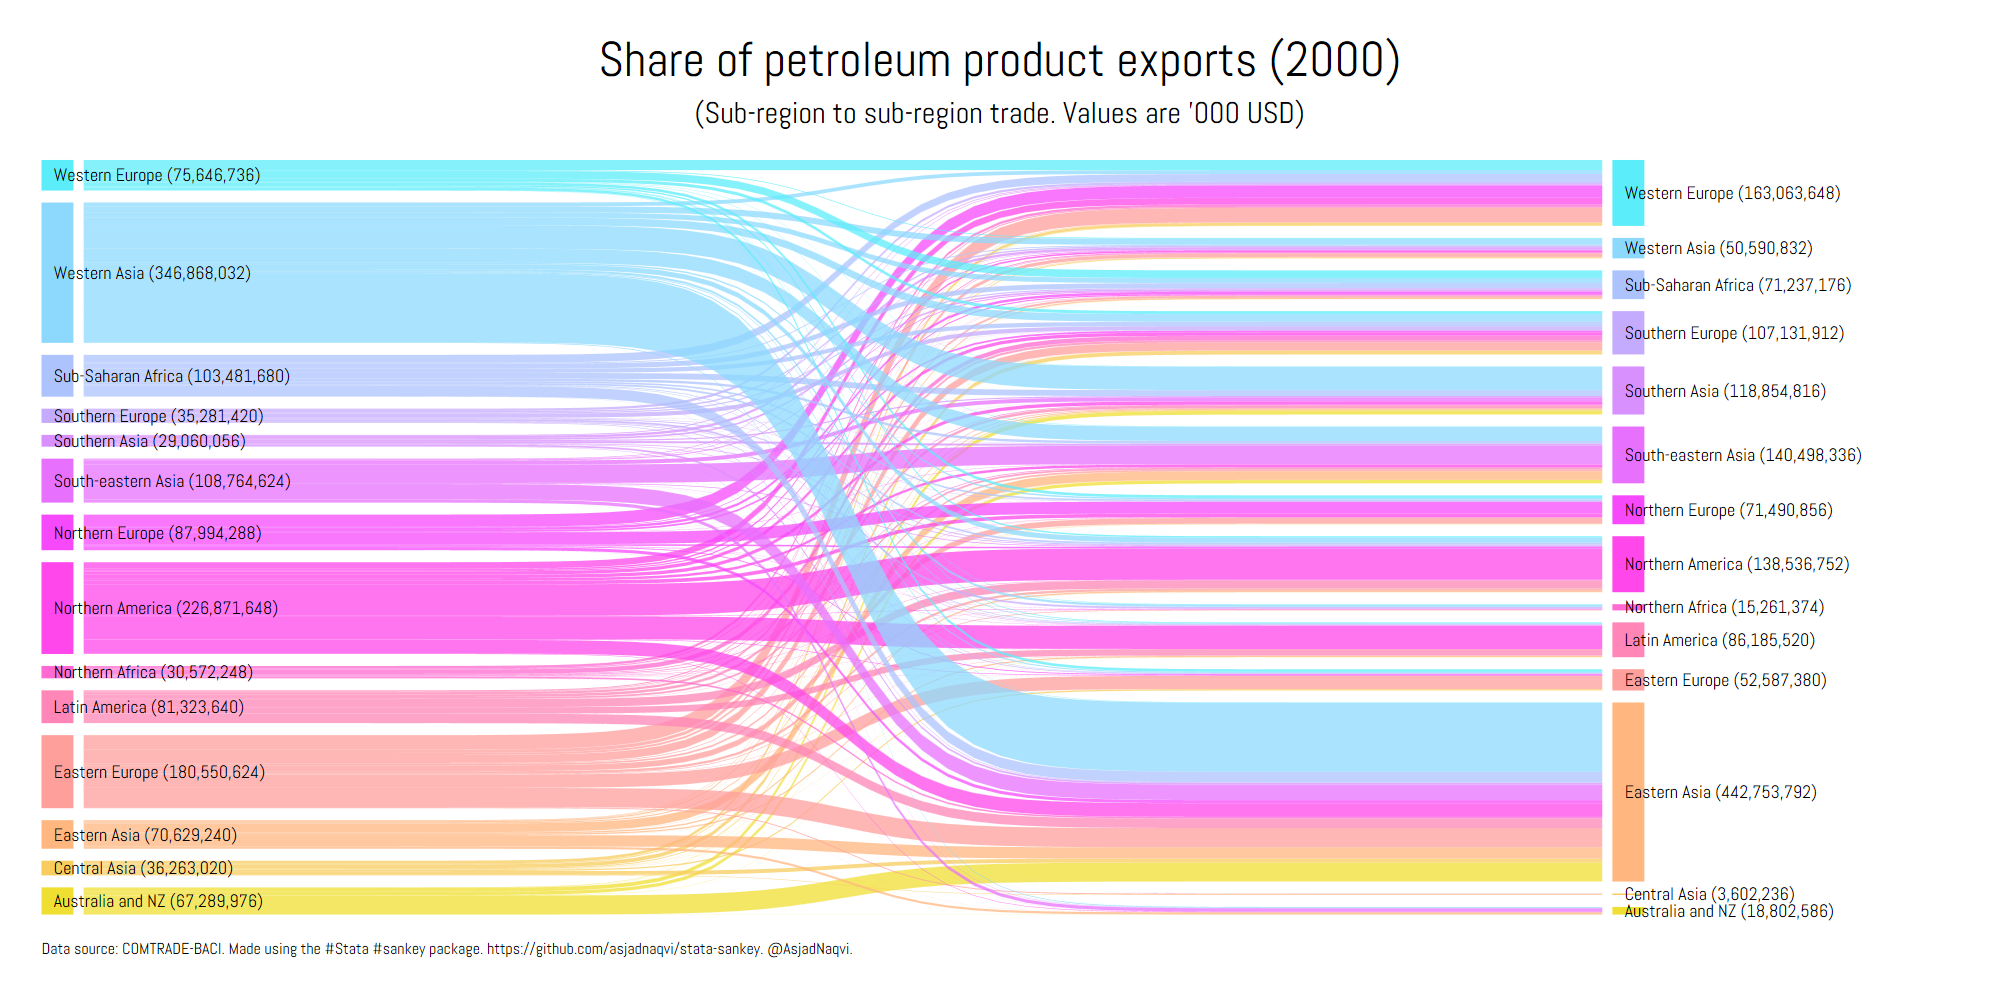 Share of petroleum product exports (2000)
(Sub-region to sub-region trade. Values are '000 USD)
Western Europe (75,646,736)
Western Asia (346,868,032)
Sub-Saharan Africa (103,481,680)
Southern Europe (35,281,420)
Southern Asia (29,060,056)
South-eastern Asia (108,764,624)
Northern Europe (87,994,288)
Northern America (226,871,648)
Northern Africa (30,572,248)
Latin America (81,323,640)
Eastern Europe (180,550,624)
Eastern Asia (70,629,240)
Central Asia (36,263,020)
Australia and NZ (67,289,976)
Western Europe (163,063,648)
Western Asia (50,590,832)
Sub-Saharan Africa (71,237,176)
Southern Europe (107,131,912)
Southern Asia (118,854,816)
South-eastern Asia (140,498,336)
Northern Europe (71,490,856)
Northern America (138,536,752)
Northern Africa (15,261,374)
Latin America (86,185,520)
Eastern Europe (52,587,380)
Eastern Asia (442,753,792)
Central Asia (3,602,236)
Australia and NZ (18,802,586)
Data source: COMTRADE-BACI. Made using the #Stata #sankey package. https://github.com/asjadnaqvi/stata-sankey. @AsjadNaqvi.